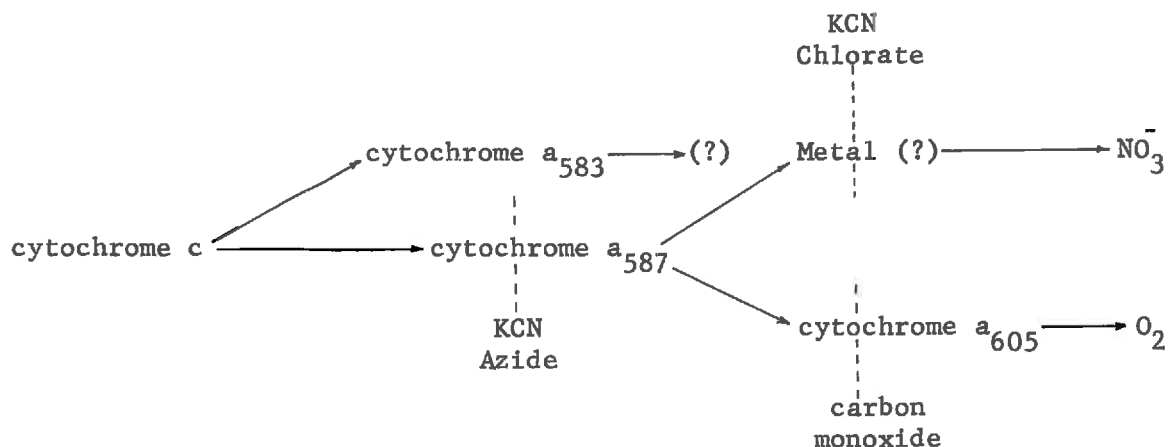 KCN
Chlorate
cytochrome a583 (?) Metal (?) NO3-
cytochrome c cytochrome a587
KCN
Azide
cytochrome a605 O2
carbon
monoxide